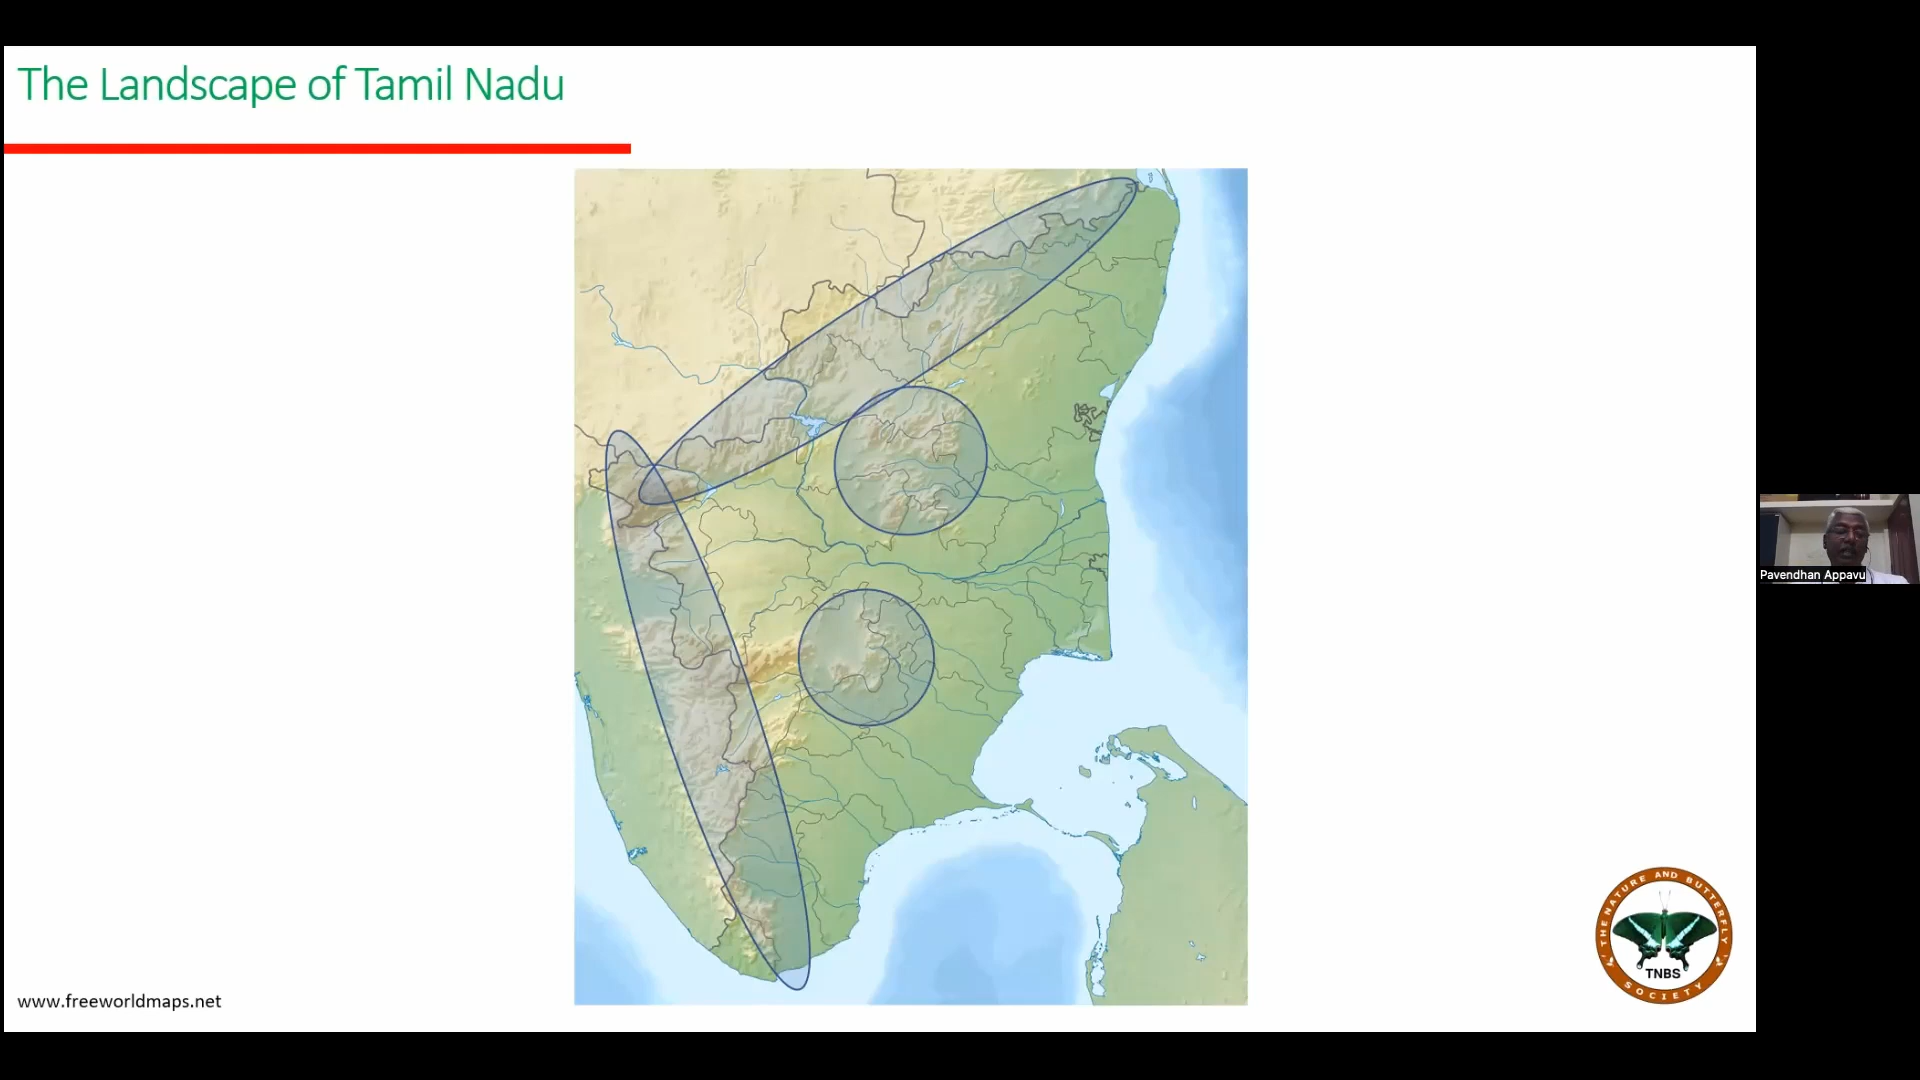 The Landscape of Tamil Nadu
Pavendhan Appavu
THE NATURE AND BUTTERFLY
TNBS
SOCIETY
www.freeworldmaps.net